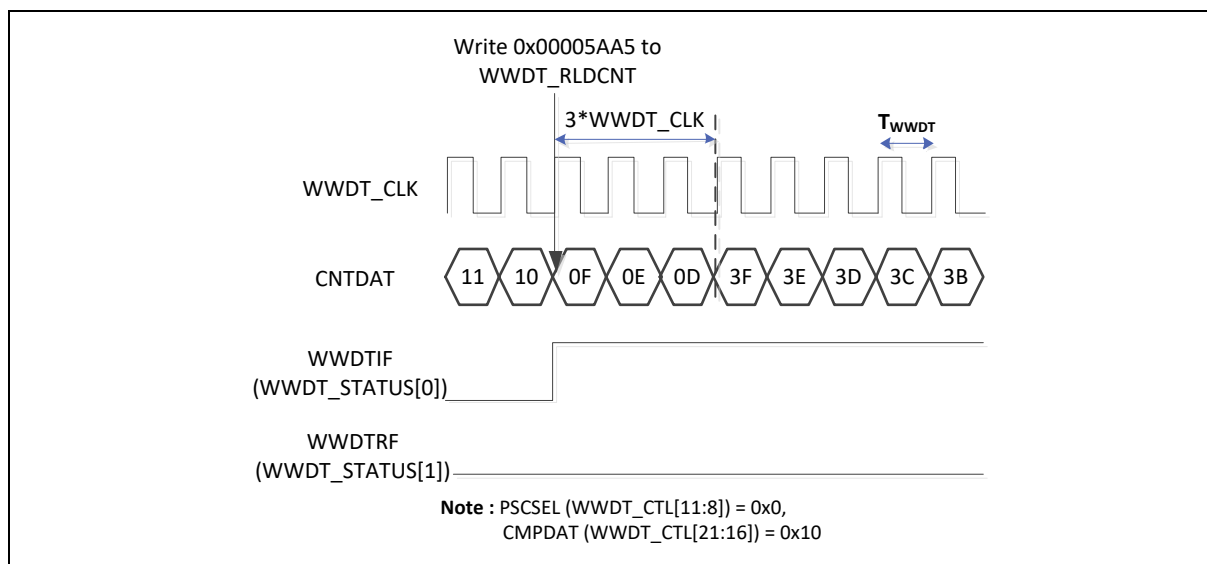 Write 0x00005AA5 to
WWDT_RLDCNT
3*WWDT_CLK
TWWDT
WWDT_CLK
CNTDAT
11 10 0F 0E 0D 3F 3E 3D 3C 3B
WWDTIF
(WWDT_STATUS[0])
WWDTRF
(WWDT_STATUS[1])
Note : PSCSEL (WWDT_CTL[11:8]) = 0x0,
CMPDAT (WWDT_CTL[21:16]) = 0x10